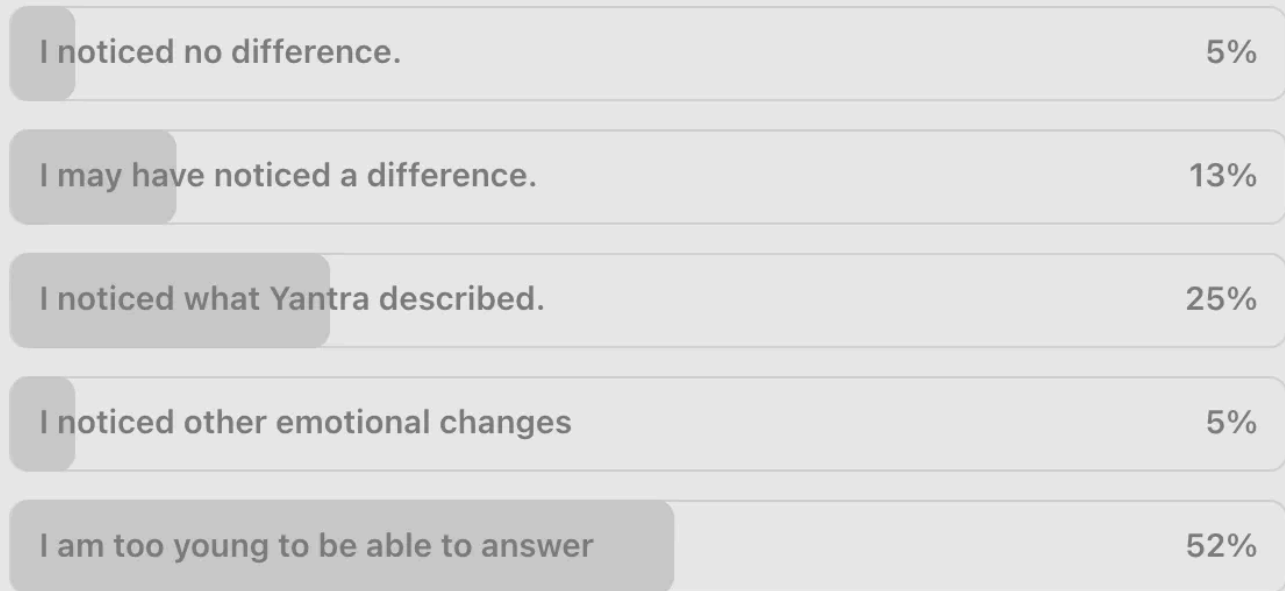 I noticed no difference. 5%
I may have noticed a difference. 13%
I noticed what Yantra described. 25%
I noticed other emotional changes 5%
I am too young to be able to answer 52%